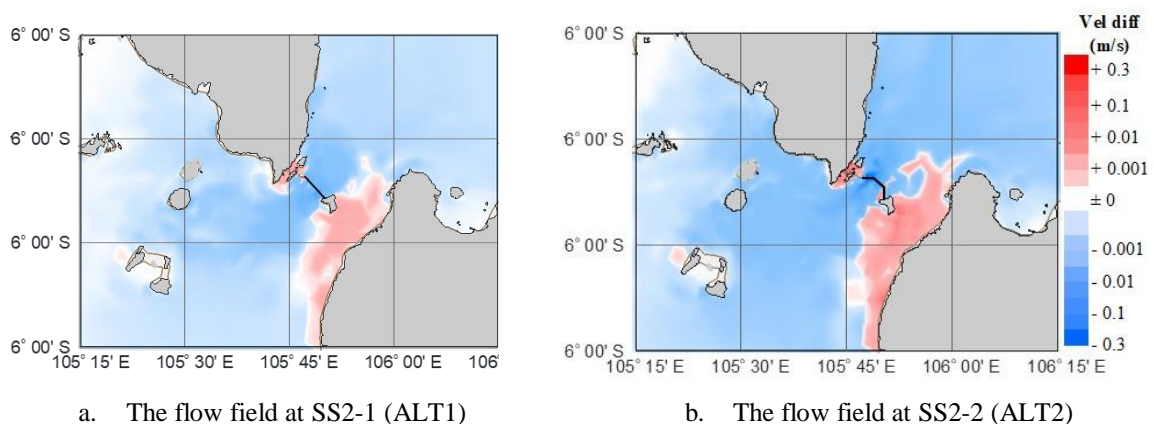 6° 00' S
6° 00' S
6° 00' S
6° 00' S
105° 15' E 105° 30' E 105° 45' E 106° 00' E 106
6° 00' S
6° 00' S
6° 00' S
6° 00' S
105° 15' E 105° 30' E 105° 45' E 106° 00' E 106° 15' E
Vel diff
(m/s)
+ 0.3
+ 0.1
+ 0.01
+ 0.001
± 0
- 0.001
- 0.01
- 0.1
- 0.3
a. The flow field at SS2-1 (ALT1)
b. The flow field at SS2-2 (ALT2)